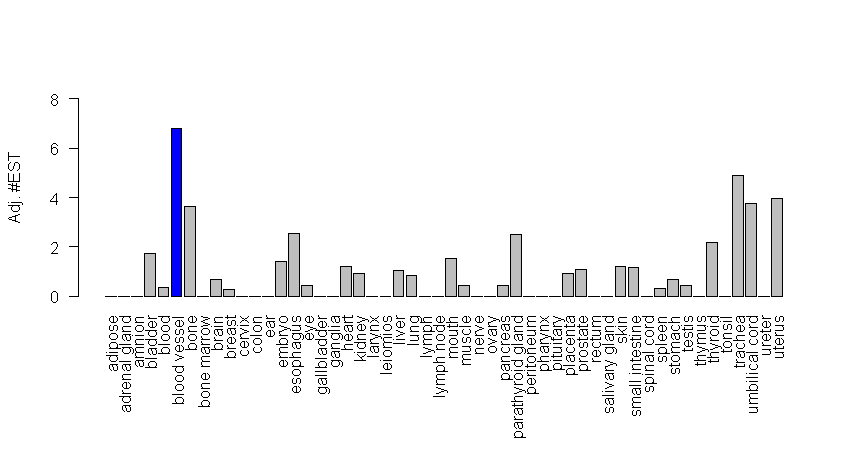 Adj. #EST
8
6
4
2
0
adipose
adrenal gland
amnion
bladder
blood
blood vessel
bone
bone marrow
brain
breast
cervix
colon
ear
embryo
esophagus
eye
gallbladder
ganglia
heart
kidney
larynx
leiomios
liver
lung
lymph
lymph node
mouth
muscle
nerve
ovary
pancreas
parathyroid gland
peritoneum
pharynx
pituitary
placenta
prostate
rectum
salivary gland
skin
small intestine
spinal cord
spleen
stomach
testis
thymus
thyroid
tonsil
trachea
umbilical cord
ureter
uterus